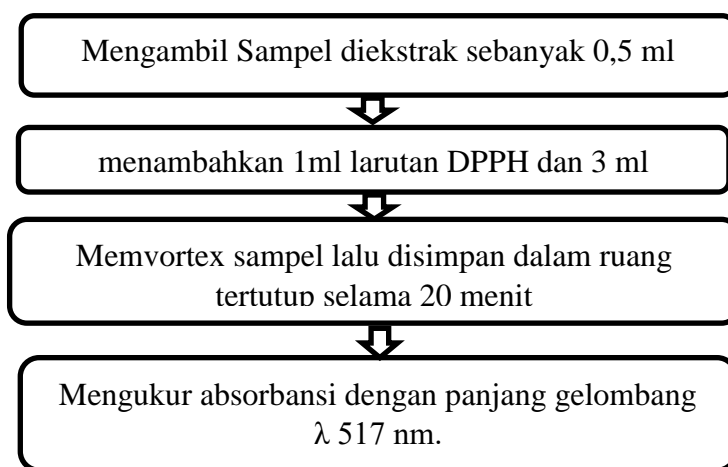 Mengambil Sampel diekstrak sebanyak 0,5 ml
menambahkan 1ml larutan DPPH dan 3 ml
Memvortex sampel lalu disimpan dalam ruang
tertutup selama 20 menit
Mengukur absorbansi dengan panjang gelombang
λ 517 nm.